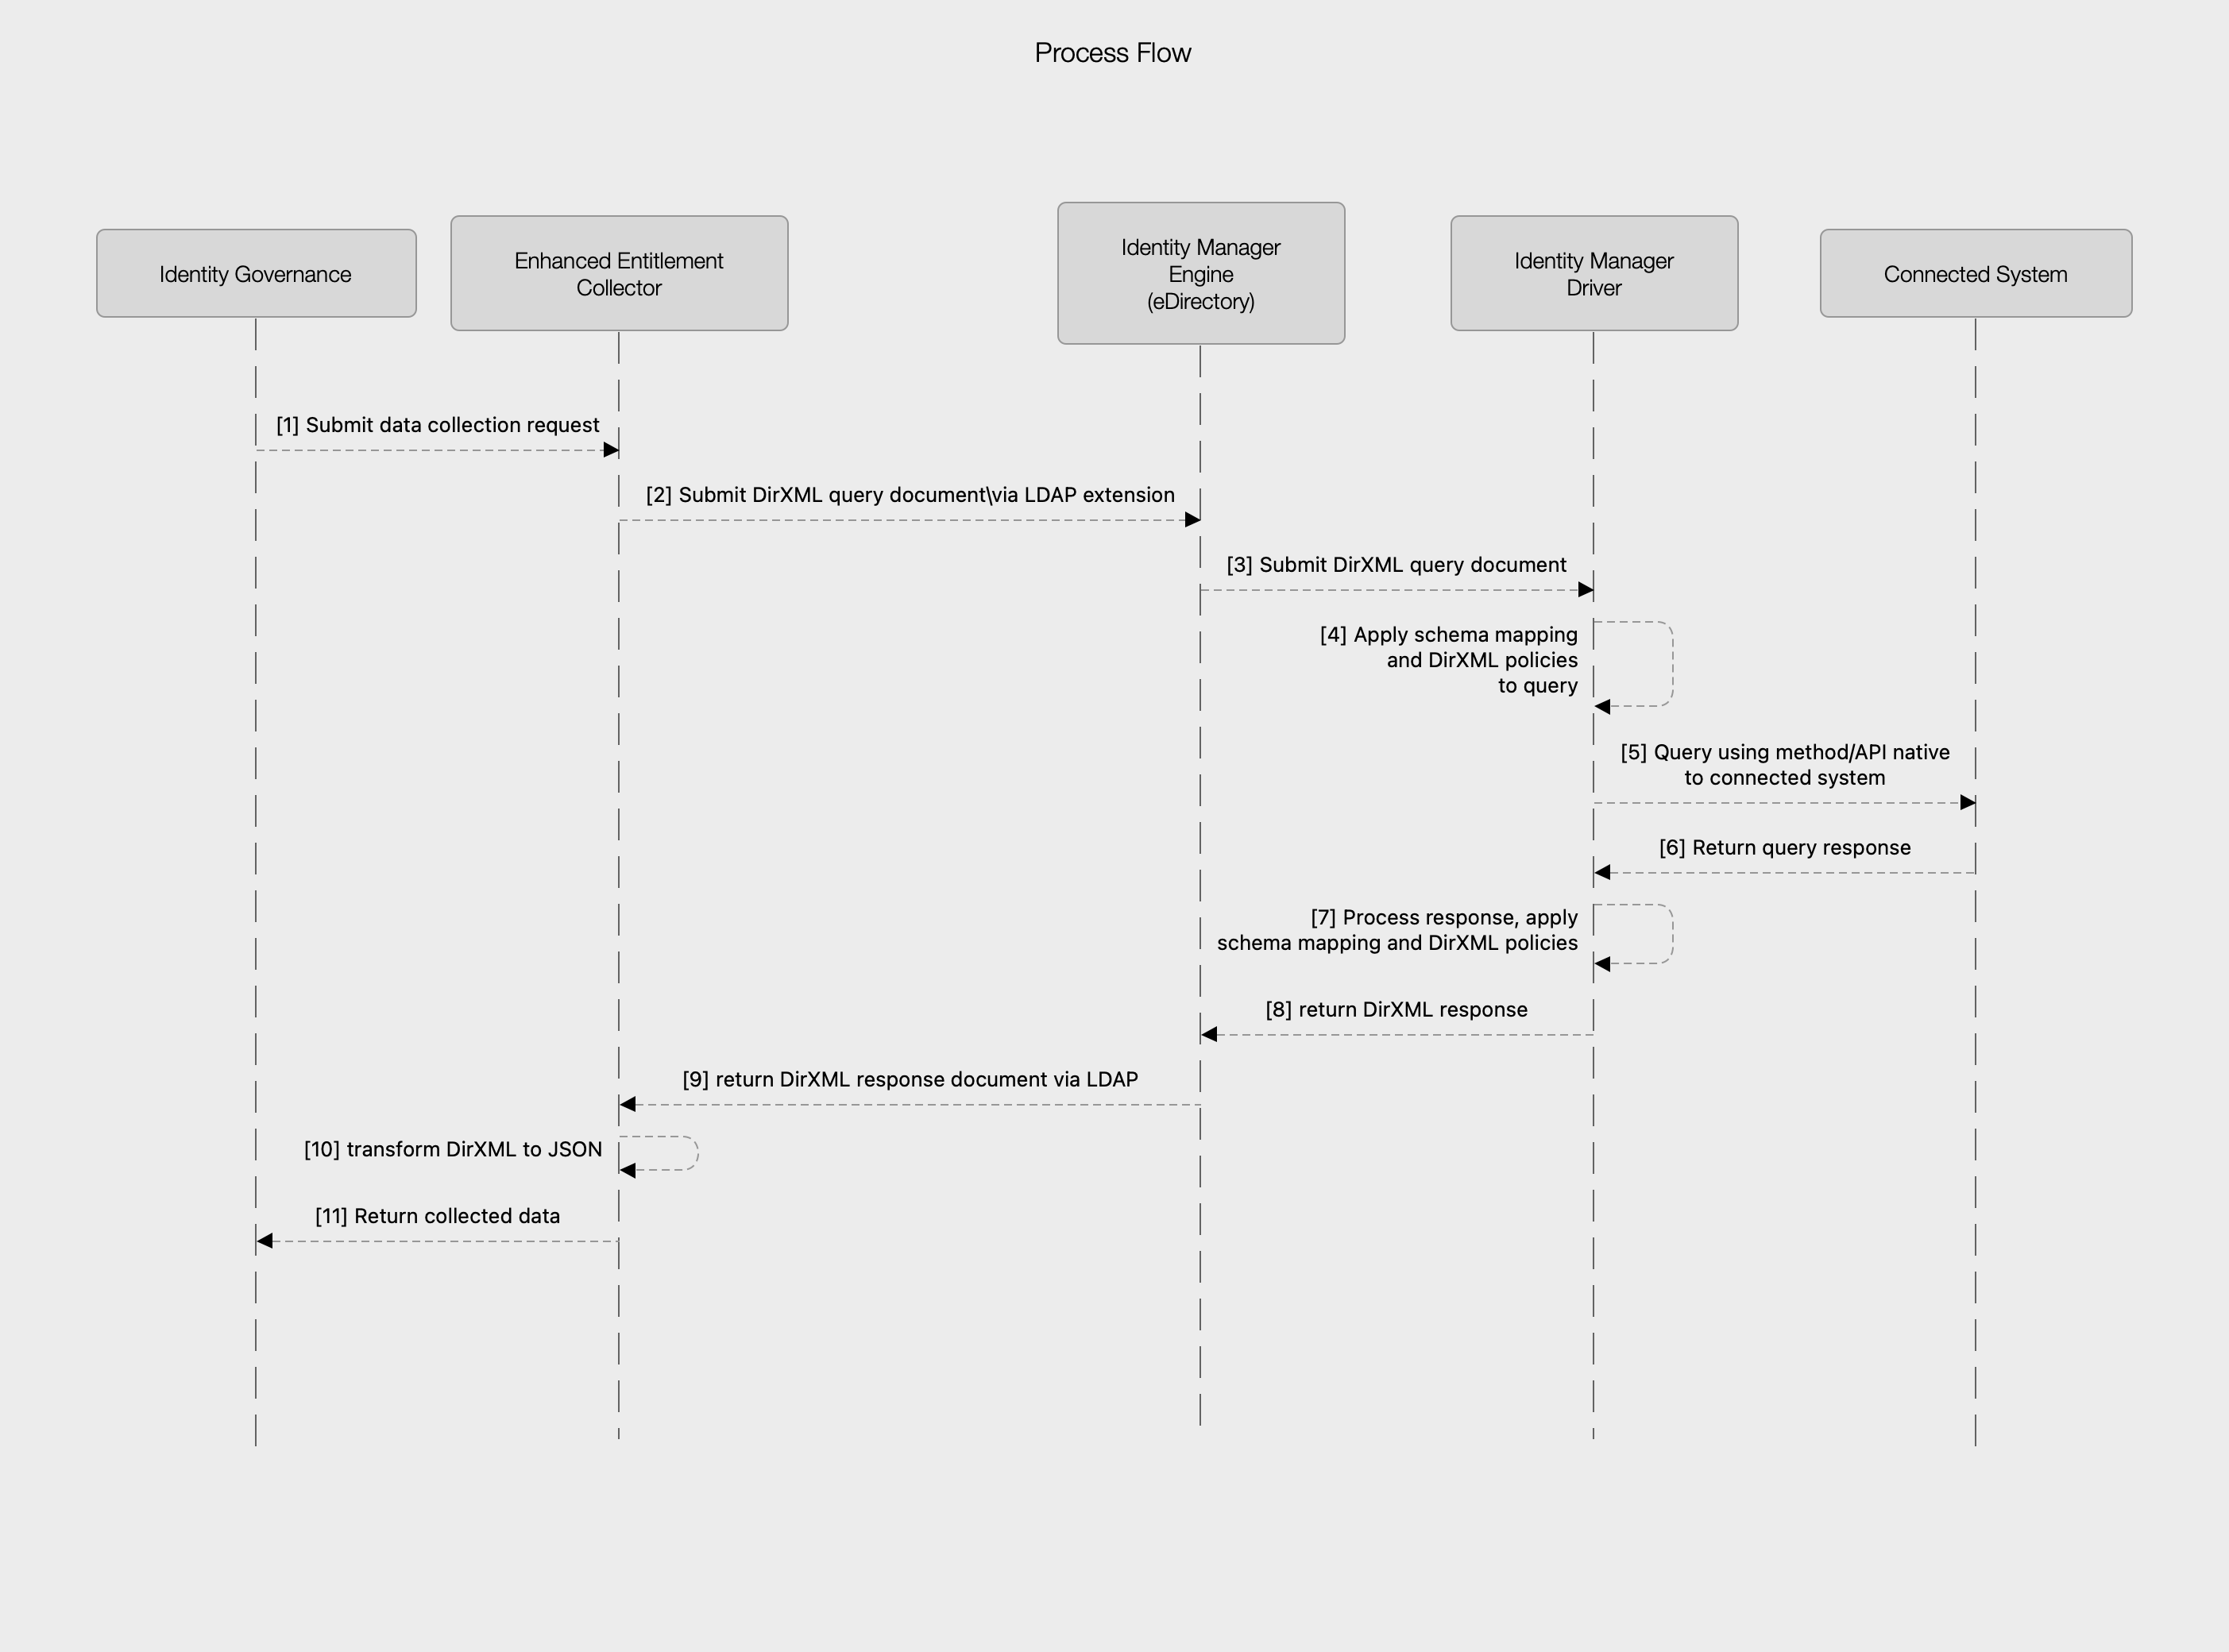 Process Flow
Identity Governance
Enhanced Entitlement
Collector
Identity Manager
Engine
(eDirectory)
Identity Manager
Driver
Connected System
[1] Submit data collection request
[2] Submit DirXML query document\via LDAP extension
[3] Submit DirXML query document
[4] Apply schema mapping
and DirXML policies
to query
[5] Query using method/API native
to connected system
[6] Return query response
[7] Process response, apply
schema mapping and DirXML policies
[8] return DirXML response
[9] return DirXML response document via LDAP
[10] transform DirXML to JSON
[11] Return collected data